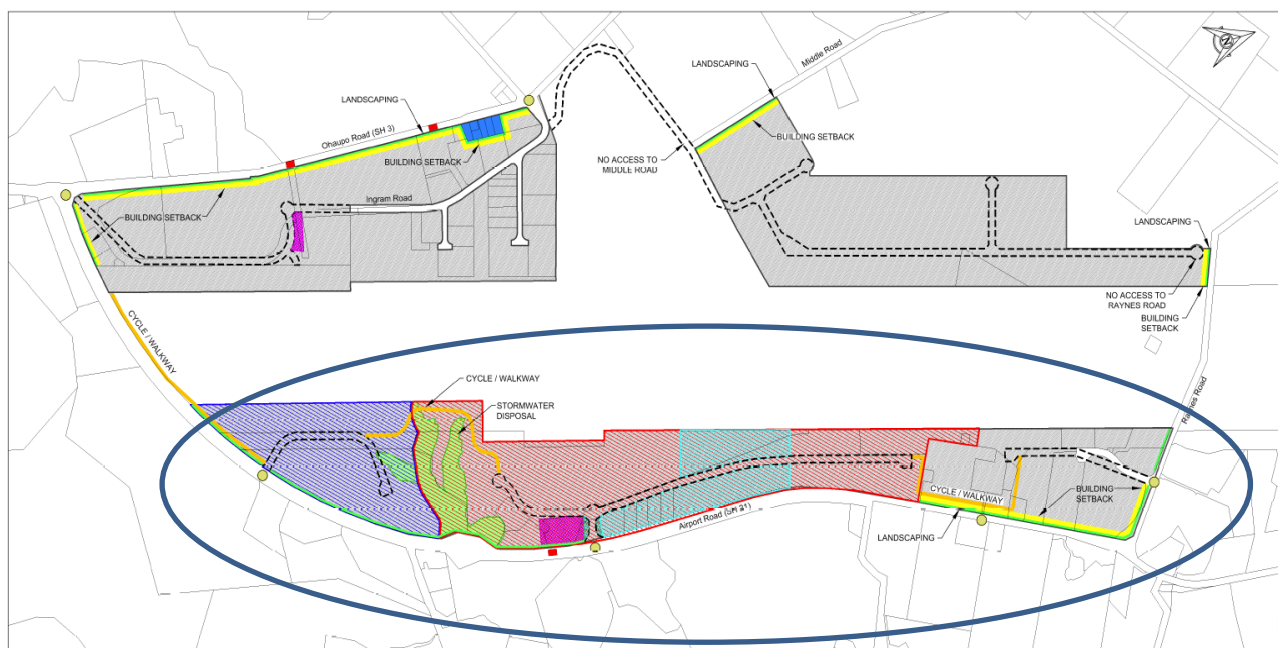 Middle Road
LANDSCAPING
N
LANDSCAPING
Ohaupo Road (SH 3)
BUILDING SETBACK
BUILDING SETBACK
NO ACCESS TO
MIDDLE ROAD
Ingram Road
BUILDING SETBACK
LANDSCAPING
NO ACCESS TO
RAYNES ROAD
BUILDING
SETBACK
CYCLE / WALKWAY
CYCLE / WALKWAY
STORMWATER
DISPOSAL
Raynes Road
CYCLE / WALKWAY
BUILDING
SETBACK
Airport Road (SH 21)
LANDSCAPING